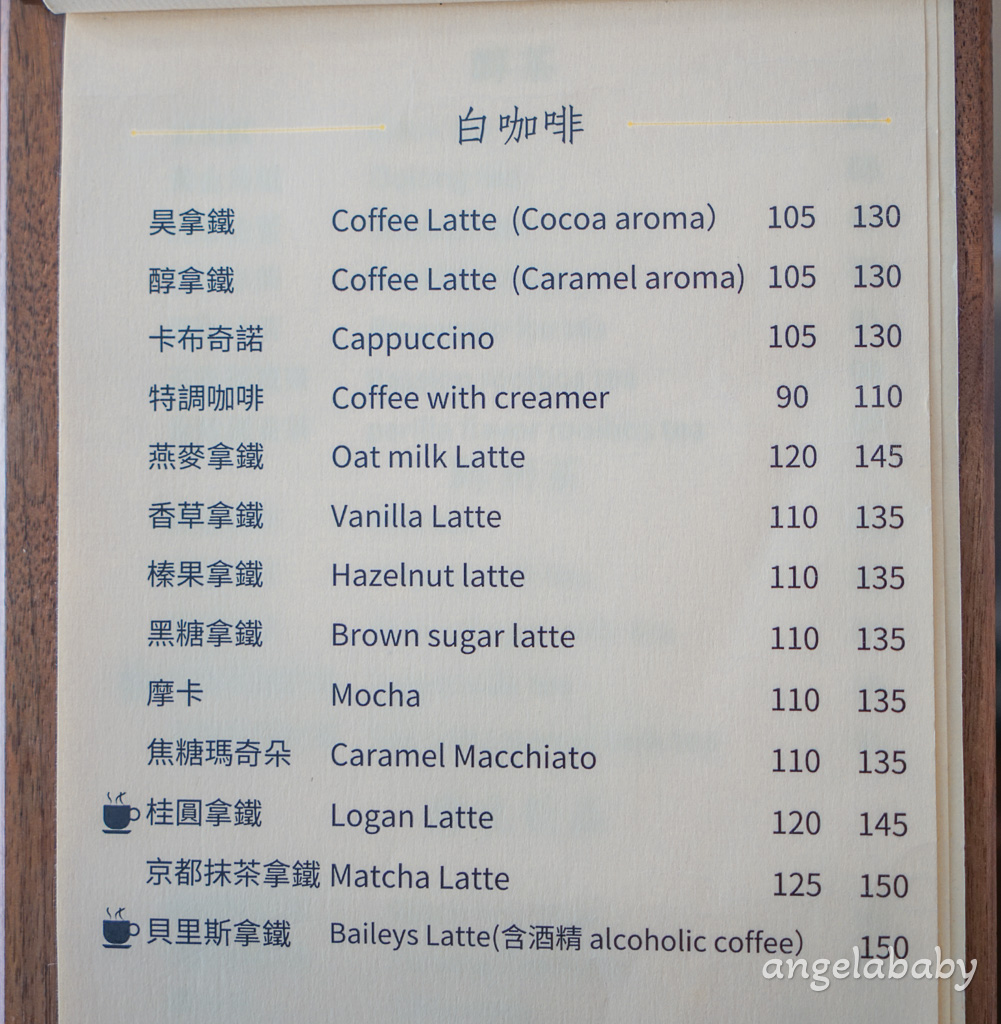 白咖啡
昊拿鐵 Coffee Latte (Cocoa aroma) 105 130
醇拿鐵 Coffee Latte (Caramel aroma) 105 130
卡布奇諾 Cappuccino 105 130
特調咖啡 Coffee with creamer 90 110
燕麥拿鐵 Oat milk Latte 120 145
香草拿鐵 Vanilla Latte 110 135
榛果拿鐵 Hazelnut latte 110 135
黑糖拿鐵 Brown sugar latte 110 135
摩卡 Mocha 110 135
焦糖瑪奇朵 Caramel Macchiato 110 135
桂圓拿鐵 Logan Latte 120 145
京都抹茶拿鐵 Matcha Latte 125 150
貝里斯拿鐵 Baileys Latte(含酒精 alcoholic coffee) 150
angelababy